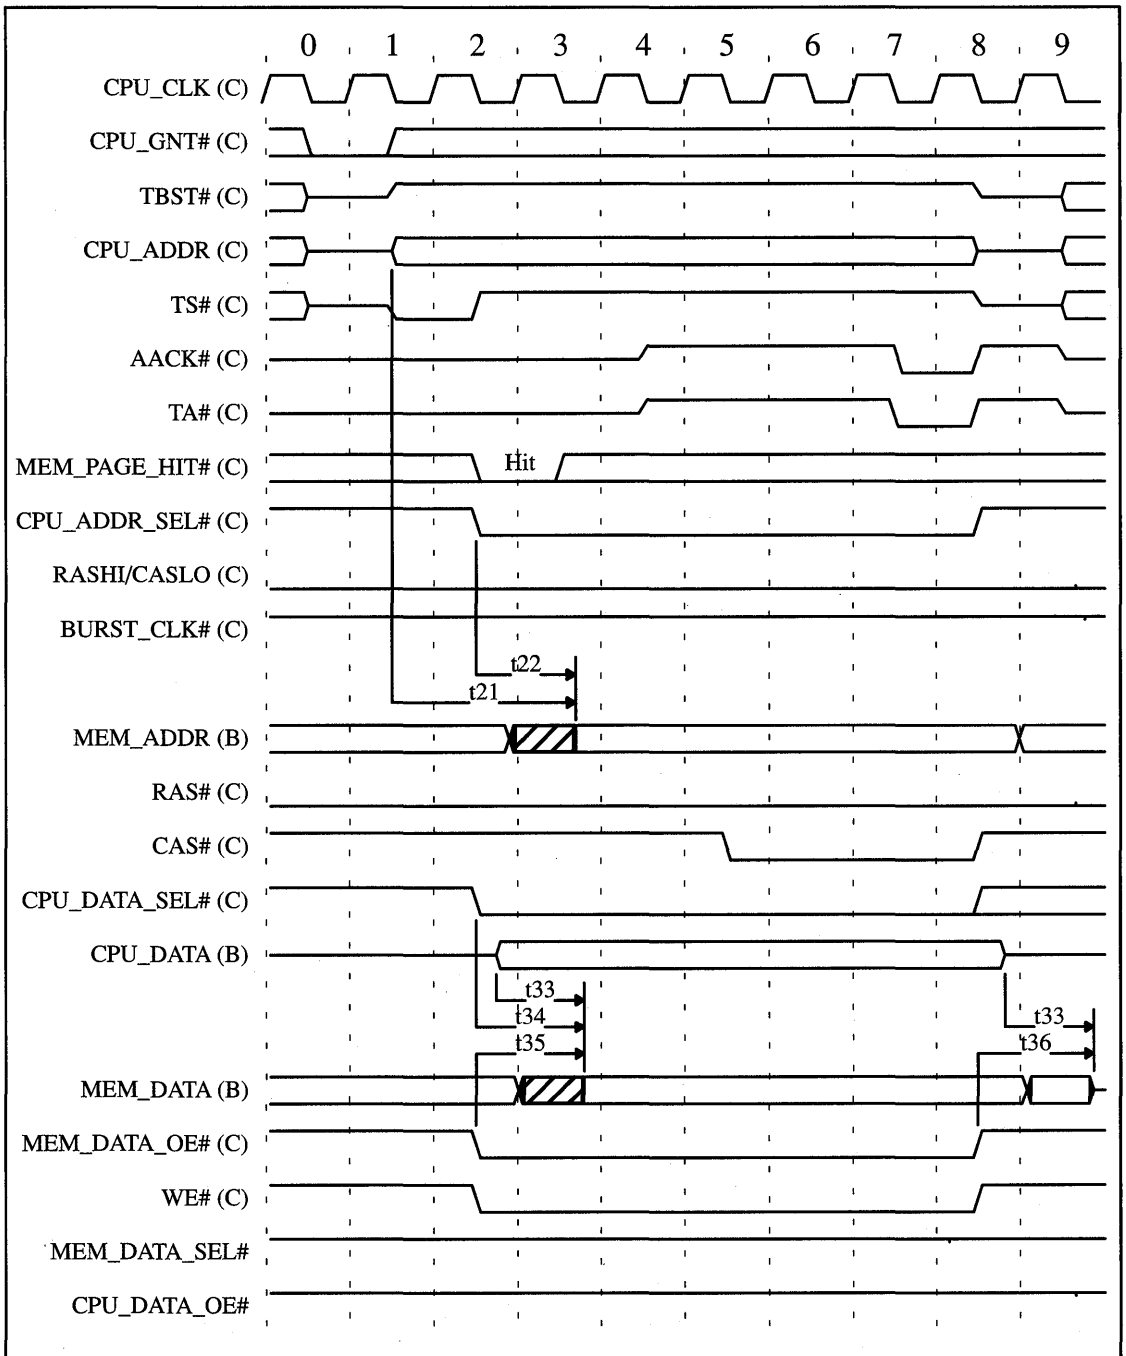 0 1 2 3 4 5 6 7 8 9
CPU_CLK (C)
CPU_GNT# (C)
TBST# (C)
CPU_ADDR (C)
TS# (C)
AACK# (C)
TA# (C)
MEM_PAGE_HIT# (C) Hit
CPU_ADDR_SEL# (C)
RASHI/CASLO (C)
BURST_CLK# (C)
t22
t21
MEM_ADDR (B)
RAS# (C)
CAS# (C)
CPU_DATA_SEL# (C)
CPU_DATA (B)
t33
t34 t33
t35 t36
MEM_DATA (B)
MEM_DATA_OE# (C)
WE# (C)
MEM_DATA_SEL#
CPU_DATA_OE#